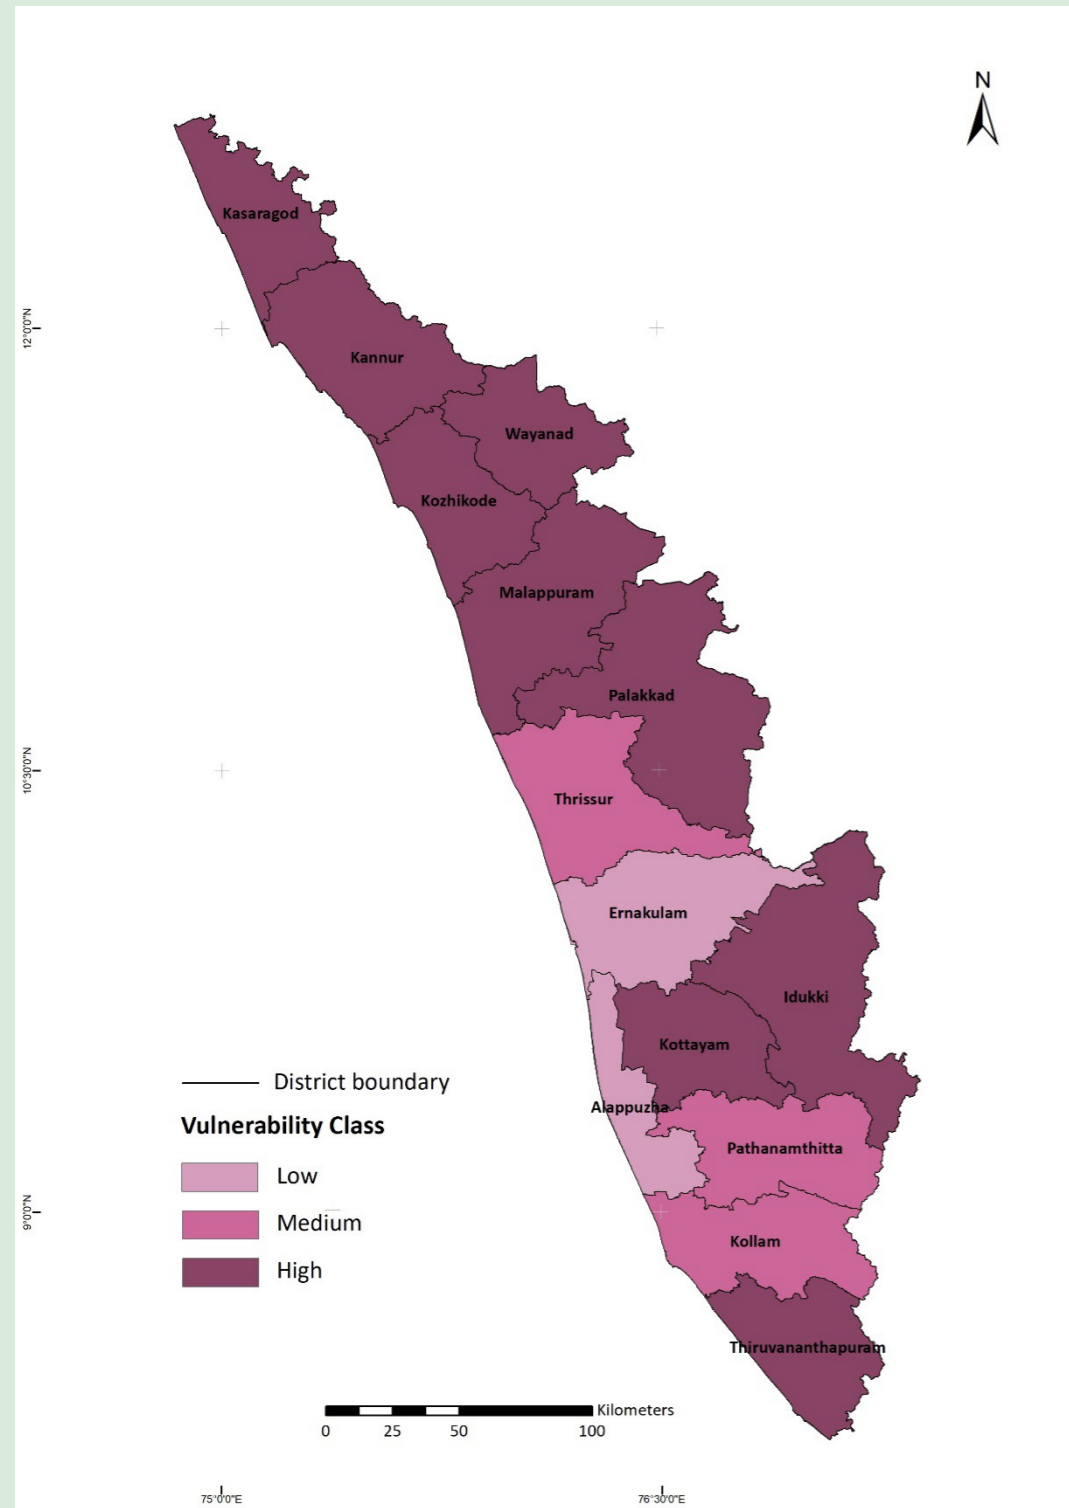 N
Kasaragod
12°0'0"N
Kannur
Wayanad
Kozhikode
Malappuram
Palakkad
10°30'0"N
Thrissur
Ernakulam
Idukki
Kottayam
District boundary
Alappuzha
Vulnerability Class
Pathanamthitta
Low
9°0'0"N
Medium
Kollam
High
Thiruvananthapuram
Kilometers
0 25 50 100
75°0'0"E 76°30'0"E